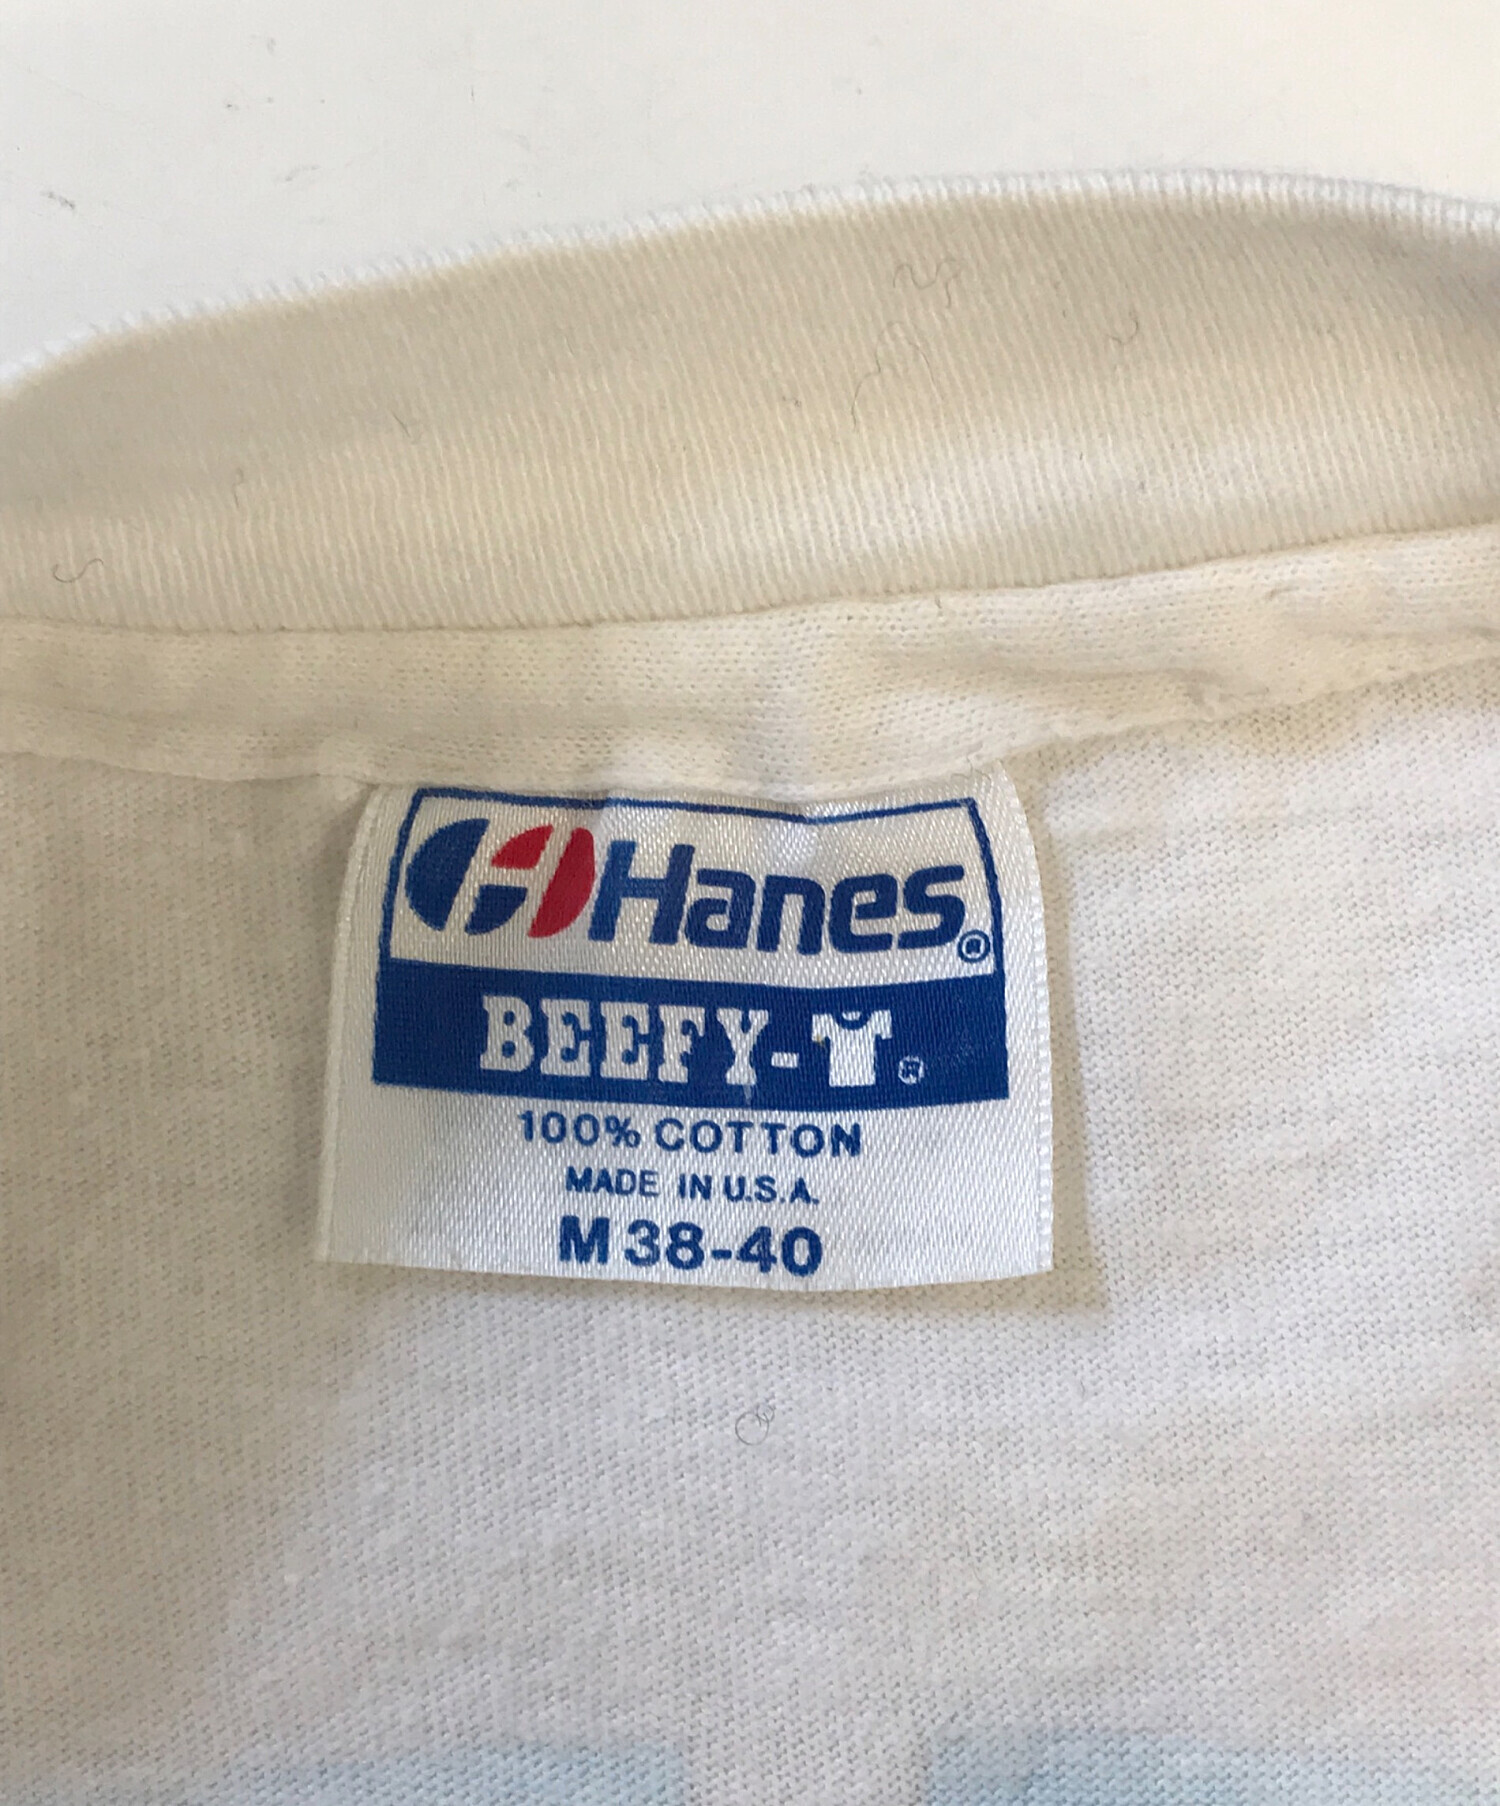 Hanes®
BEEFY-T®
100% COTTON
MADE IN U.S.A.
M 38-40